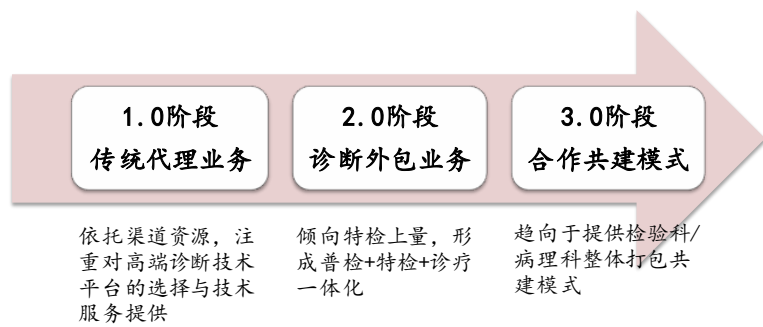 1.0阶段
传统代理业务
2.0阶段
诊断外包业务
3.0阶段
合作共建模式
依托渠道资源，注
重对高端诊断技术
平台的选择与技术
服务提供
倾向特检上量，形
成普检+特检+诊疗
一体化
趋向于提供检验科/
病理科整体打包共
建模式